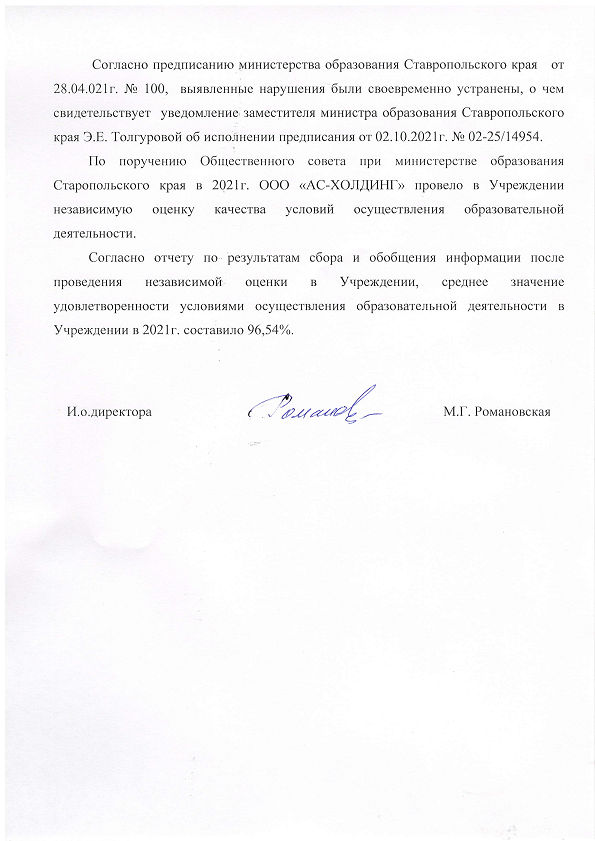 Согласно предписанию министерства образования Ставропольского края от
28.04.021г. № 100, выявленные нарушения были своевременно устранены, о чем
свидетельствует уведомление заместителя министра образования Ставропольского
края Э.Е. Толгуровой об исполнении предписания от 02.10.2021г. № 02-25/14954.
По поручению Общественного совета при министерстве образования
Старопольского края в 2021г. ООО «АС-ХОЛДИНГ» провело в Учреждении
независимую оценку качества условий осуществления образовательной
деятельности.
Согласно отчету по результатам сбора и обобщения информации после
проведения независимой оценки в Учреждении, среднее значение
удовлетворенности условиями осуществления образовательной деятельности в
Учреждении в 2021г. составило 96,54%.
И.о.директора Романов М.Г. Романовская